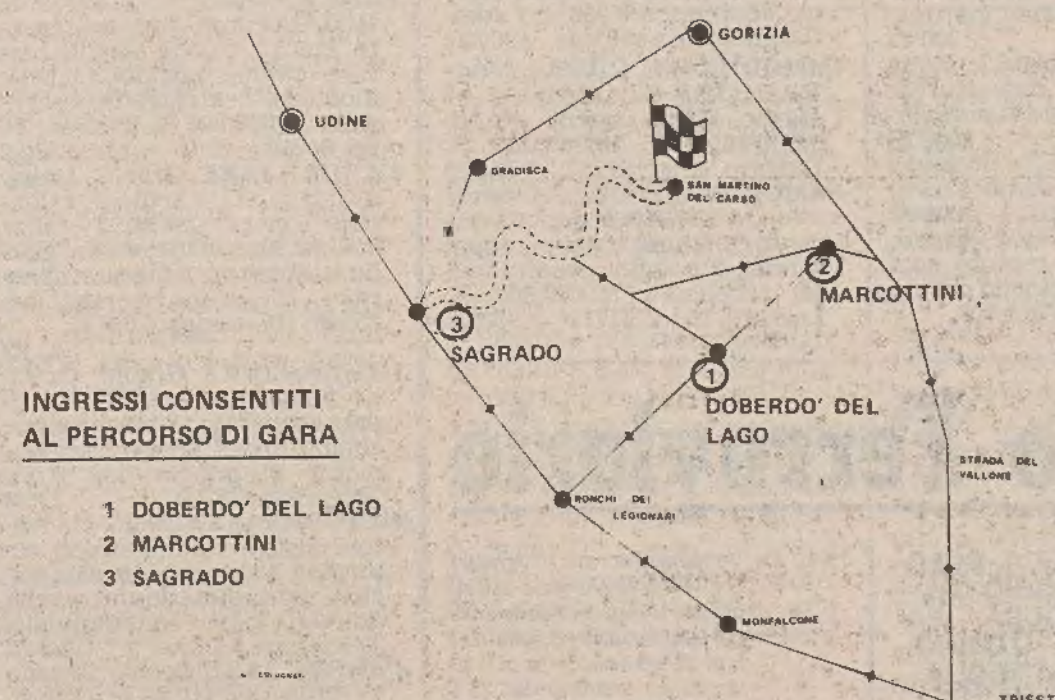 GORIZIA
UDINE
GRADISCA
SAN MARTINO
DEL CARSO
2
MARCOTTINI
3
SAGRADO
1
DOBERDO' DEL
LAGO
INGRESSI CONSENTITI
AL PERCORSO DI GARA
1 DOBERDO' DEL LAGO
2 MARCOTTINI
3 SAGRADO
STRADA DEL
VALLONE
RONCHI DEI
LEGIONARI
MONFALCONE